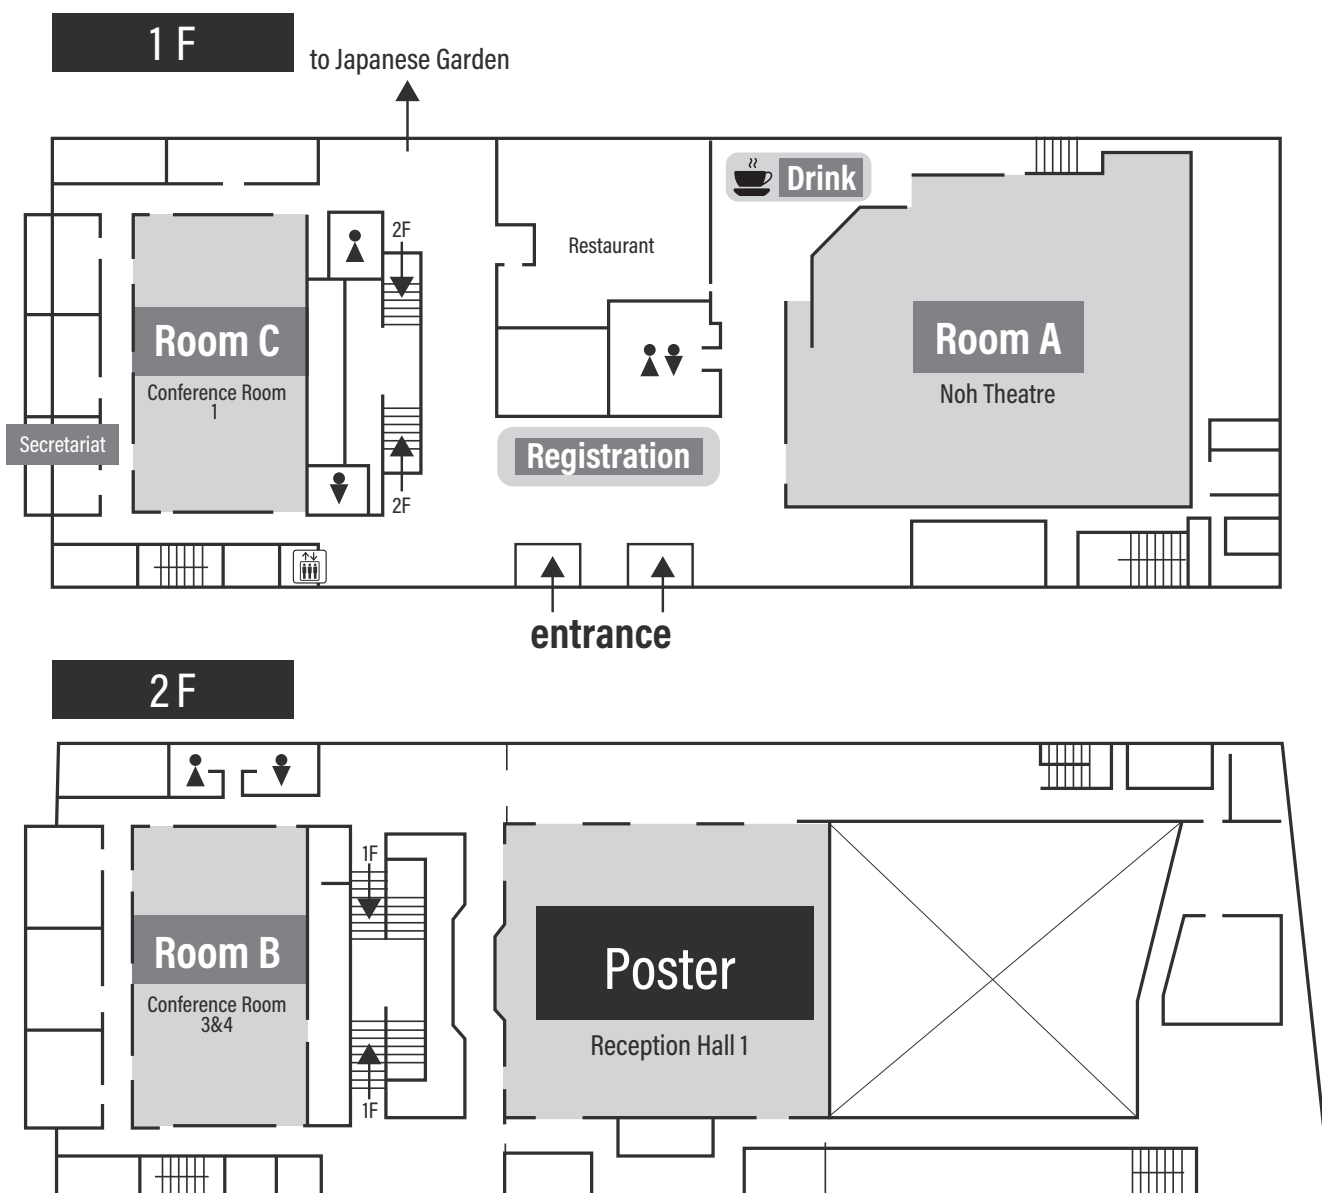 1 F
to Japanese Garden
Drink
2F
Restaurant
Room C
Room A
Conference Room
1
Noh Theatre
Secretariat
Registration
2F
entrance
2 F
1F
Room B
Poster
Conference Room
3&4
Reception Hall 1
1F